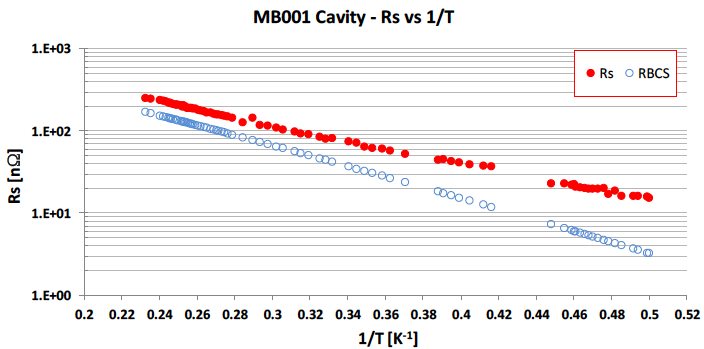 MB001 Cavity - Rs vs 1/T
1.E+03
1.E+02
1.E+01
1.E+00
Rs [nΩ]
Rs
RBCS
0.2 0.22 0.24 0.26 0.28 0.3 0.32 0.34 0.36 0.38 0.4 0.42 0.44 0.46 0.48 0.5 0.52
1/T [K-1]